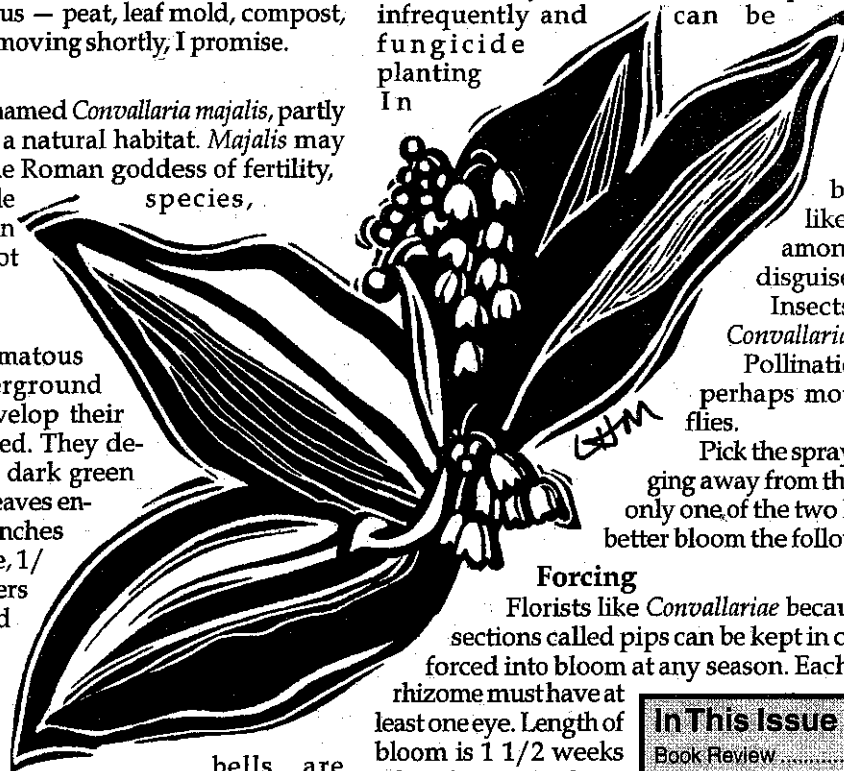 us — peat, leaf mold, compost,
moving shortly, I promise.
named Convallaria majalis, partly
a natural habitat. Majalis may
e Roman goddess of fertility,
le species,
n
ot
matous
erground
velop their
ed. They de-
dark green
eaves en-
nches
e, 1/
ers
d
bells are
infrequently and can be
fungicide
planting
In
b
like
amon
disguise
Insects
Convallaria
Pollinatio
perhaps mo
flies.
LHM
Pick the spray
ging away from th
only one of the two
better bloom the follo
Forcing
Florists like Convallariae becau
sections called pips can be kept in c
forced into bloom at any season. Each
rhizome must have at
least one eye. Length of
bloom is 1 1/2 weeks
In This Issue
Book Review